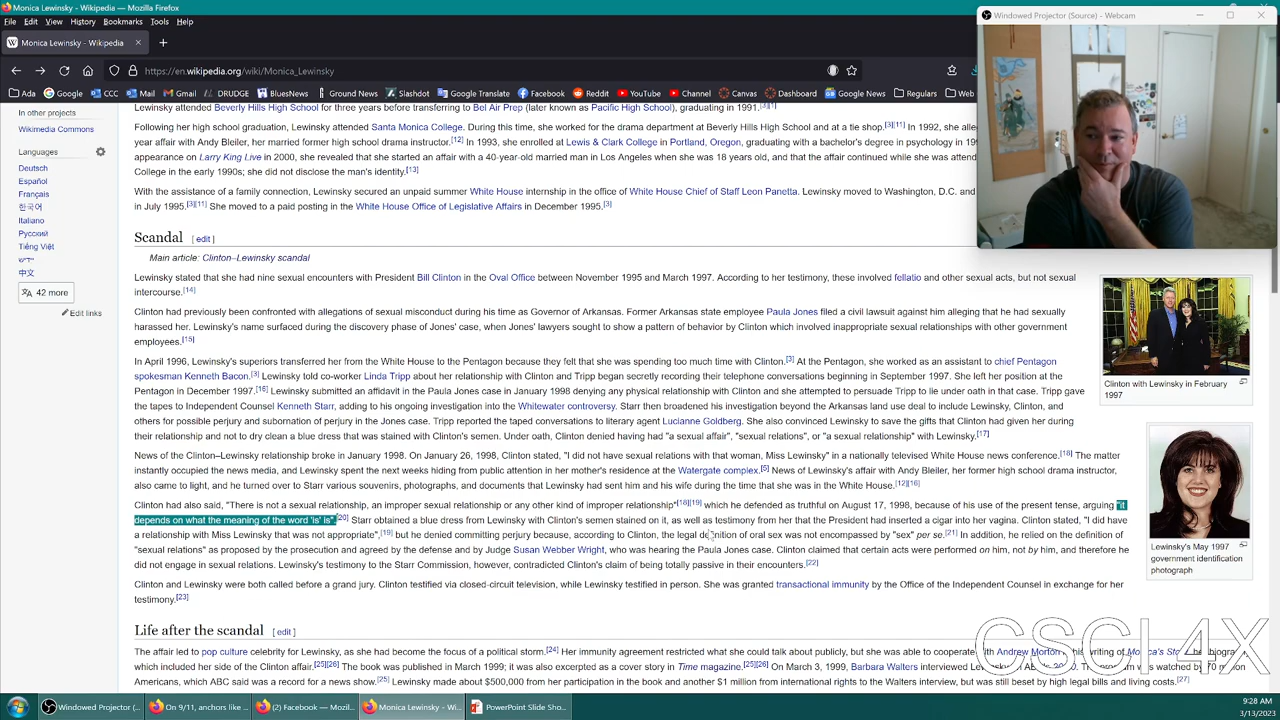 Monica Lewinsky - Wikipedia — Mozilla Firefox
File Edit View History Bookmarks Tools Help
Windowed Projector (Source) - Webcam
Monica Lewinsky - Wikipedia
https://en.wikipedia.org/wiki/Monica_Lewinsky
Ada Google CCC Mail Gmail DRUDGE BluesNews Ground News Slashdot Google Translate Facebook Reddit YouTube Channel Canvas Outlook Google News Regulars Web
In other projects
Wikimedia Commons
Languages
Deutsch
Español
Français
한국어
Italiano
Русский
Tiếng Việt
中文
42 more
Edit links
Lewinsky attended Beverly Hills High School for three years before transferring to Bel Air Prep (later known as Pacific High School), graduating in 1991.[3][1]
Following her high school graduation, Lewinsky attended Santa Monica College. During this time, she worked for the drama department at Beverly Hills High School and at a tie shop.[3][11] In 1992, she alle
year affair with Andy Bleiler, her married former high school drama instructor.[12] In 1993, she enrolled at Lewis & Clark College in Portland, Oregon, graduating with a bachelor's degree in psychology in 19
appearance on Larry King Live in 2000, she revealed that she started an affair with a 40-year-old married man in Los Angeles when she was 18 years old, and that the affair continued while she was attend
College in the early 1990s; she did not disclose the man's identity.[13]
With the assistance of a family connection, Lewinsky secured an unpaid summer White House internship in the office of White House Chief of Staff Leon Panetta. Lewinsky moved to Washington, D.C. and
in July 1995.[3][11] She moved to a paid posting in the White House Office of Legislative Affairs in December 1995.[3]
Scandal [ edit ]
Main article: Clinton–Lewinsky scandal
Lewinsky stated that she had nine sexual encounters with President Bill Clinton in the Oval Office between November 1995 and March 1997. According to her testimony, these involved fellatio and other sexual acts, but not sexual
intercourse.[14]
Clinton had previously been confronted with allegations of sexual misconduct during his time as Governor of Arkansas. Former Arkansas state employee Paula Jones filed a civil lawsuit against him alleging that he had sexually
harassed her. Lewinsky's name surfaced during the discovery phase of Jones' case, when Jones' lawyers sought to show a pattern of behavior by Clinton which involved inappropriate sexual relationships with other government
employees.[15]
In April 1996, Lewinsky's superiors transferred her from the White House to the Pentagon because they felt that she was spending too much time with Clinton.[3] At the Pentagon, she worked as an assistant to chief Pentagon
spokesman Kenneth Bacon.[3] Lewinsky told co-worker Linda Tripp about her relationship with Clinton and Tripp began secretly recording their telephone conversations beginning in September 1997. She left her position at the
Pentagon in December 1997.[16] Lewinsky submitted an affidavit in the Paula Jones case in January 1998 denying any physical relationship with Clinton and she attempted to persuade Tripp to lie under oath in that case. Tripp gave
the tapes to Independent Counsel Kenneth Starr, adding to his ongoing investigation into the Whitewater controversy. Starr then broadened his investigation beyond the Arkansas land use deal to include Lewinsky, Clinton, and
others for possible perjury and subornation of perjury in the Jones case. Tripp reported the taped conversations to literary agent Lucianne Goldberg. She also convinced Lewinsky to save the gifts that Clinton had given her during
their relationship and not to dry clean a blue dress that was stained with Clinton's semen. Under oath, Clinton denied having had "a sexual affair", "sexual relations", or "a sexual relationship" with Lewinsky.[17]
News of the Clinton–Lewinsky relationship broke in January 1998. On January 26, 1998, Clinton stated, "I did not have sexual relations with that woman, Miss Lewinsky" in a nationally televised White House news conference.[18] The matter
instantly occupied the news media, and Lewinsky spent the next weeks hiding from public attention in her mother's residence at the Watergate complex.[5] News of Lewinsky's affair with Andy Bleiler, her former high school drama instructor,
also came to light, and he turned over to Starr various souvenirs, photographs, and documents that Lewinsky had sent him and his wife during the time that she was in the White House.[12][16]
Clinton had also said, "There is not a sexual relationship, an improper sexual relationship or any other kind of improper relationship"[18][19] which he defended as truthful on August 17, 1998, because of his use of the present tense, arguing "it
depends on what the meaning of the word 'is' is".[20] Starr obtained a blue dress from Lewinsky with Clinton's semen stained on it, as well as testimony from her that the President had inserted a cigar into her vagina. Clinton stated, "I did have
a relationship with Miss Lewinsky that was not appropriate",[19] but he denied committing perjury because, according to Clinton, the legal definition of oral sex was not encompassed by "sex" per se.[21] In addition, he relied on the definition of
"sexual relations" as proposed by the prosecution and agreed by the defense and by Judge Susan Webber Wright, who was hearing the Paula Jones case. Clinton claimed that certain acts were performed on him, not by him, and therefore he
did not engage in sexual relations. Lewinsky's testimony to the Starr Commission, however, contradicted Clinton's claim of being totally passive in their encounters.[22]
Clinton and Lewinsky were both called before a grand jury. Clinton testified via closed-circuit television, while Lewinsky testified in person. She was granted transactional immunity by the Office of the Independent Counsel in exchange for her
testimony.[23]
Clinton with Lewinsky in February
1997
Lewinsky's May 1997
government identification
photograph
Life after the scandal [ edit ]
The affair led to pop culture celebrity for Lewinsky, as she had become the focus of a political storm.[24] Her immunity agreement restricted what she could talk about publicly, but she was able to cooperate with Andrew Morton
which included her side of the Clinton affair.[25][26] The book was published in March 1999; it was also excerpted as a cover story in Time magazine.[25][26] On March 3, 1999, Barbara Walters interviewed Lewinsky
Americans, which ABC said was a record for a news show.[25] Lewinsky made about $500,000 from her participation in the book and another $1 million from international rights to the Walters interview, but was still beset by high legal bills and living costs.[27]
CSCI 4X
Windowed Projector (... On 9/11, anchors like ... (2) Facebook — Mozil... Monica Lewinsky - Wi... PowerPoint Slide Sho...
9:28 AM
3/13/2023